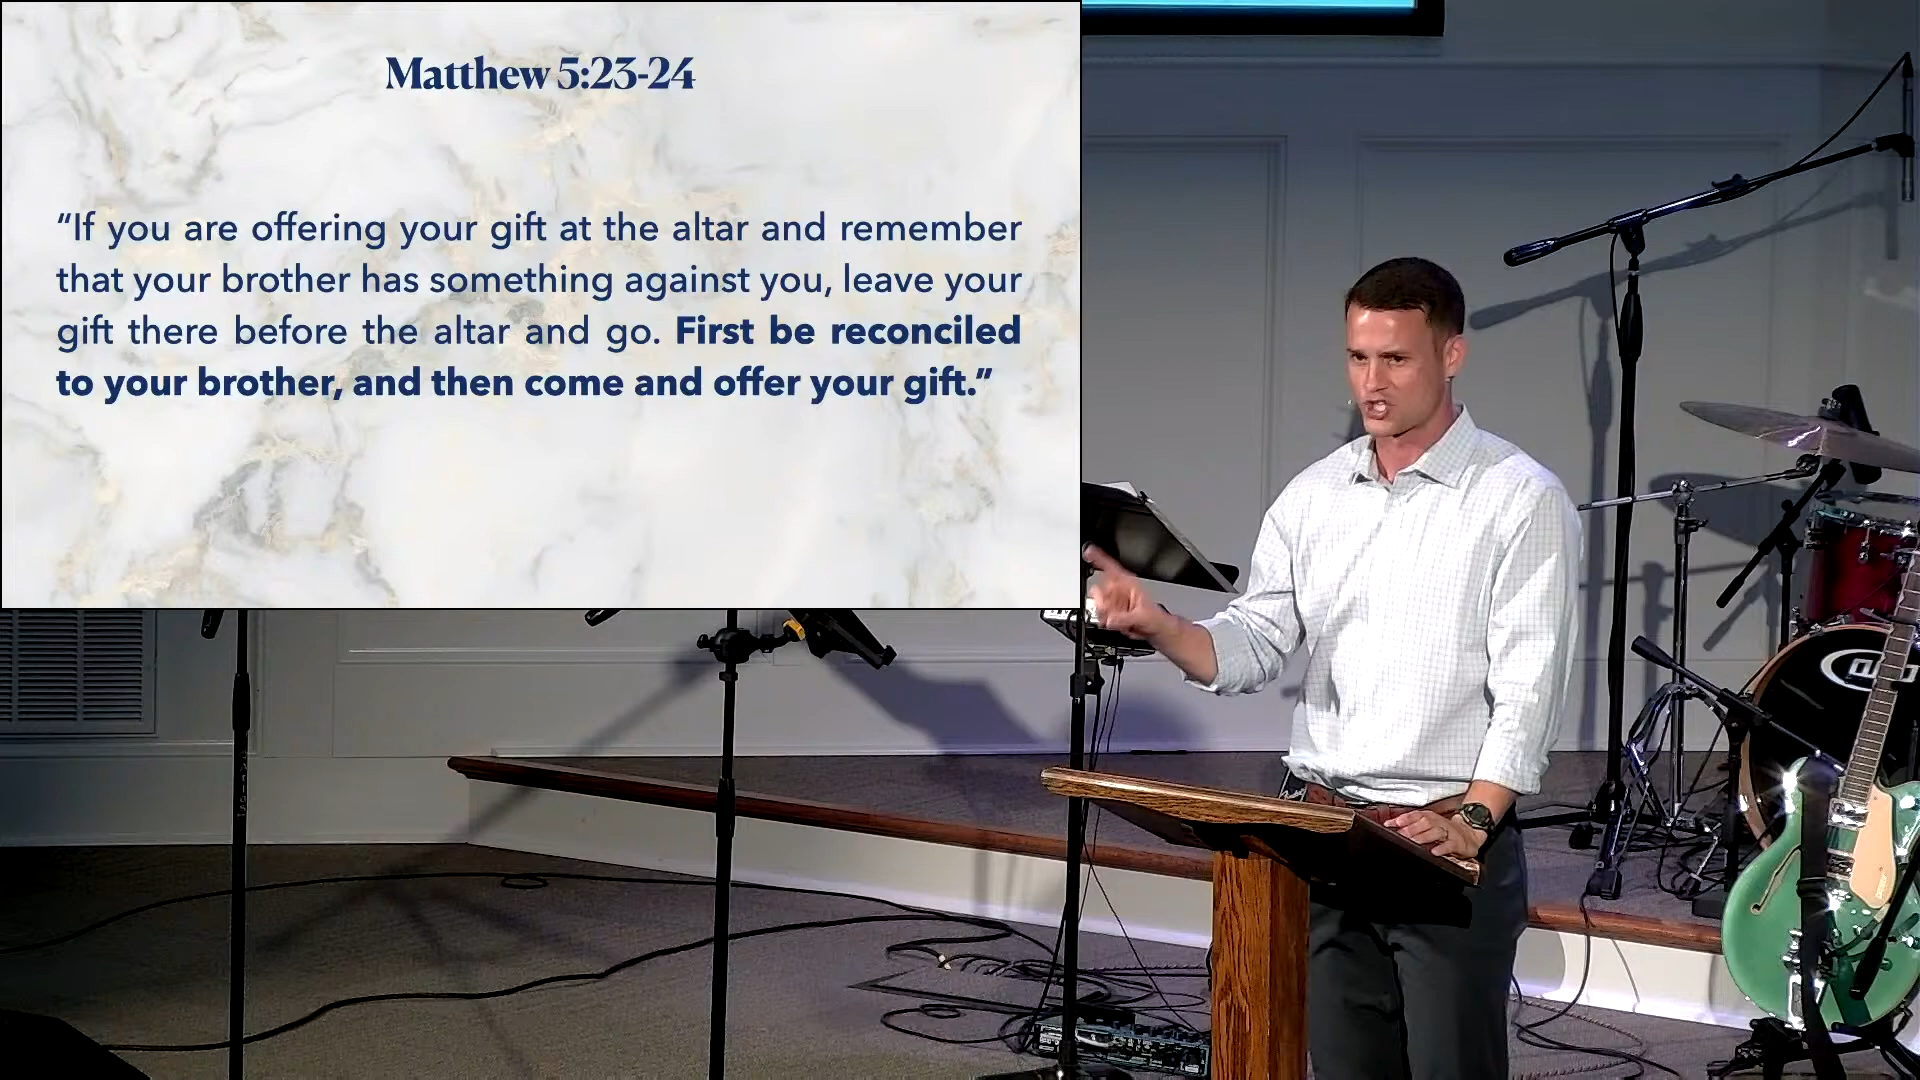 Matthew 5:23-24
“If you are offering your gift at the altar and remember
that your brother has something against you, leave your
gift there before the altar and go. First be reconciled
to your brother, and then come and offer your gift.”